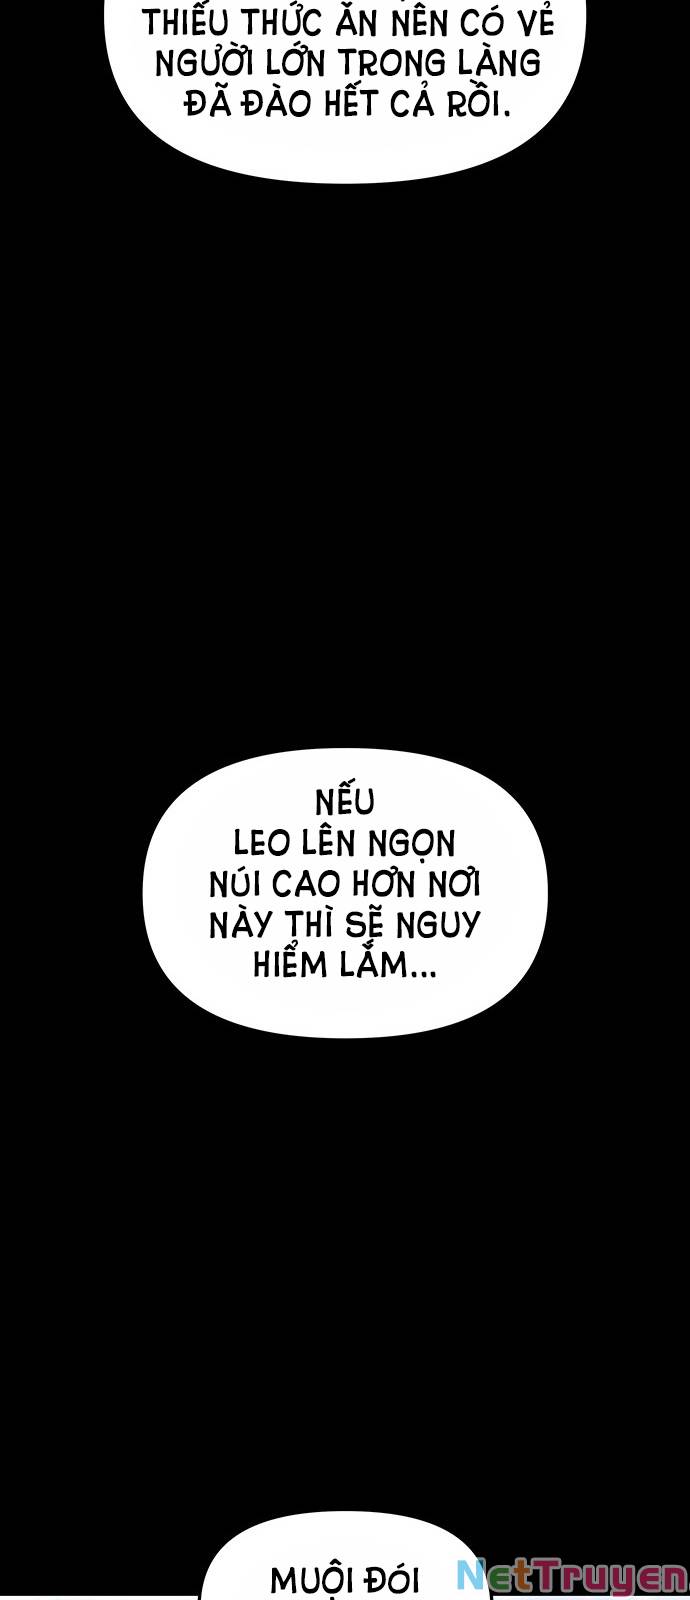 THIẾU THỨC ĂN NÊN CÓ VẺ
NGƯỜI LỚN TRONG LÀNG
ĐÃ ĐÀO HẾT CẢ RỒI.
NẾU
LEO LÊN NGỌN
NÚI CAO HƠN NƠI
NÀY THÌ SẼ NGUY
HIỂM LẮM...
MUỘI ĐÓI
NetTruyen